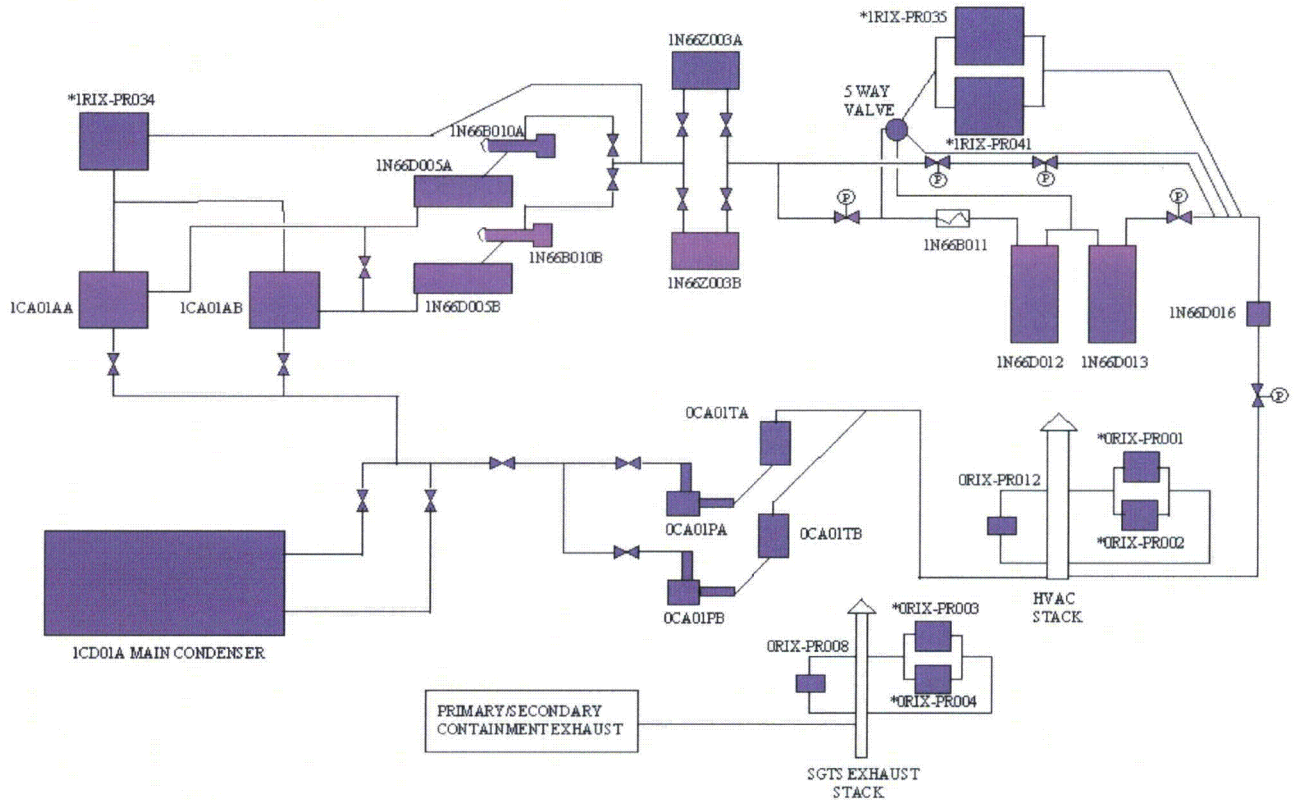 *1RIX-PR035
1N66Z003A
*1RIX-PR034
5 WAY
VALVE
1N66B010A
*1RIX-PR041
1N66D005A
P
P
P
P
1N66B011
1N66B010B
1N66Z003B
1CA01AA
1CA01AB
1N66D005B
1N66D016
1N66D012
1N66D013
P
0CA01TA
*0RIX-PR001
0RIX-PR012
0CA01PA
0CA01TB
*0RIX-PR002
HVAC
STACK
0CA01PB
*0RIX-PR003
1CD01A MAIN CONDENSER
0RIX-PR008
*0RIX-PR004
PRIMARY/SECONDARY
CONTAINMENT EXHAUST
SGTS EXHAUST
STACK